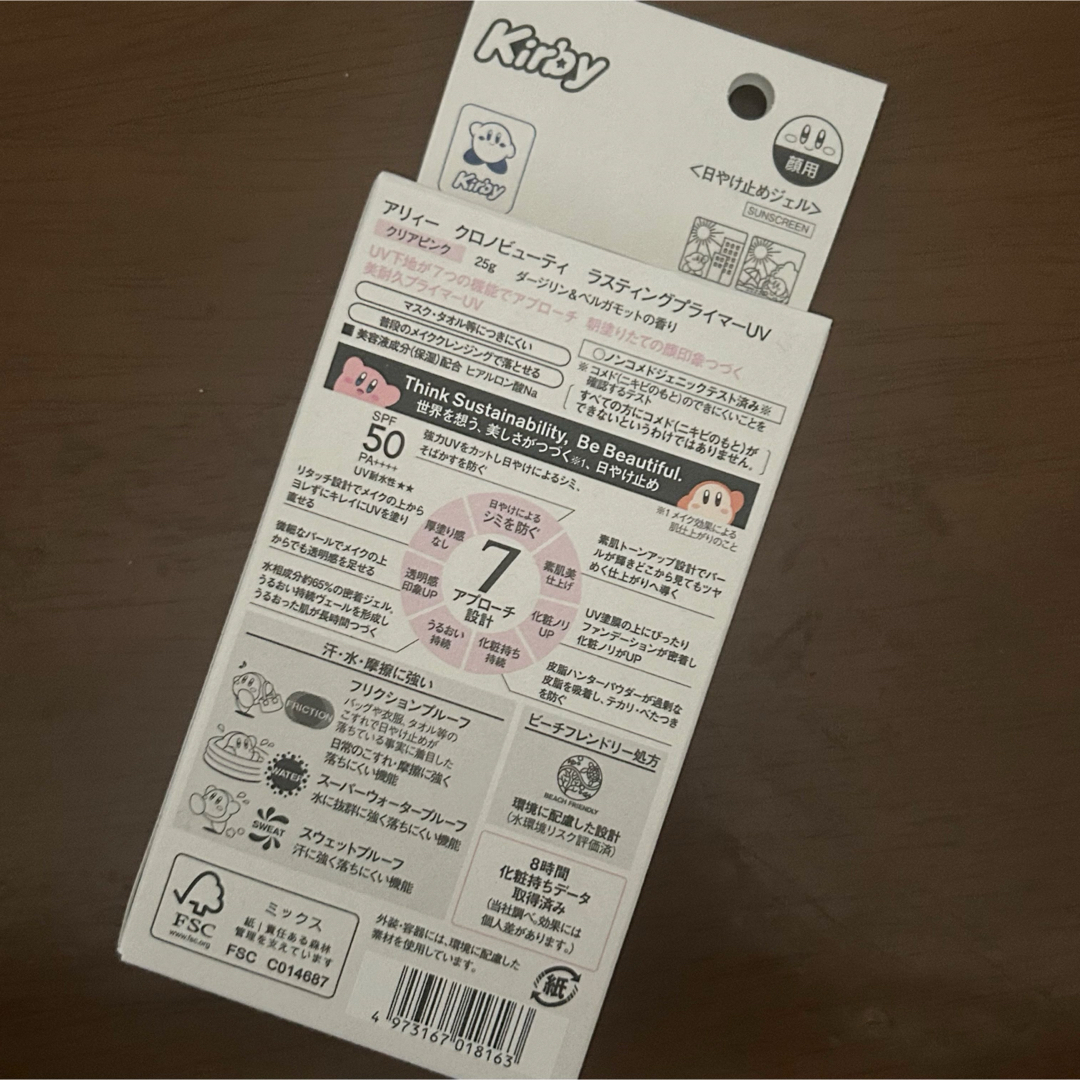 Kirby
Kirby
顔用
<日やけ止めジェル>
SUNSCREEN
アリィー クロノビューティ ラスティングプライマーUV
クリアピンク
25g ダージリン&ベルガモットの香り
UV下地が7つの機能でアプローチ 朝塗りたての顔印象つづく
美耐久プライマーUV
マスク・タオル等につきにくい
普段のメイククレンジングで落とせる
■ 美容液成分(保湿)配合 ヒアルロン酸Na
○ノンコメドジェニックテスト済み※
※コメド(ニキビのもと)のできにくいことを
確認するテスト
すべての方にコメド(ニキビのもと)が
できないというわけではありません。
Think Sustainability, Be Beautiful.
世界を想う、美しさがつづく※1、日やけ止め
※1 メイク効果による
肌仕上がりのこと
SPF
50
PA++++
UV耐水性★★
強力UVをカットし日やけによるシミ、
そばかすを防ぐ
リタッチ設計でメイクの上から
ヨレずにキレイにUVを塗り
直せる
微細なパールでメイクの上
からでも透明感を足せる
水相成分約65%の密着ジェル。
うるおい持続ヴェールを形成し
うるおった肌が長時間つづく
日やけによる
シミを防ぐ
素肌美
仕上げ
化粧ノリ
UP
化粧持ち
持続
うるおい
持続
透明感
印象UP
厚塗り感
なし
7
アプローチ
設計
素肌トーンアップ設計でパー
ルが輝きどこから見てもツヤ
めく仕上がりへ導く
UV塗膜の上にぴったり
ファンデーションが密着し
化粧ノリがUP
皮脂ハンターパウダーが過剰な
皮脂を吸着し、テカリ・べたつき
を防ぐ
汗・水・摩擦に強い
FRICTION
フリクションプルーフ
バッグや衣服、タオル等の
こすれで日やけ止めが
落ちている事実に着目した
日常のこすれ・摩擦に強く
落ちにくい機能
WATER
スーパーウォータープルーフ
水に抜群に強く落ちにくい機能
SWEAT
スウェットプルーフ
汗に強く落ちにくい機能
ビーチフレンドリー処方
BEACH FRIENDLY
環境に配慮した設計
(水環境リスク評価済)
8時間
化粧持ちデータ
取得済み
(当社調べ。効果には
個人差があります。)
FSC
www.fsc.org
ミックス
紙|責任ある森林
管理を支えています
FSC C014687
外装・容器には、環境に配慮した
素材を使用しています。
紙
4 973167 018163